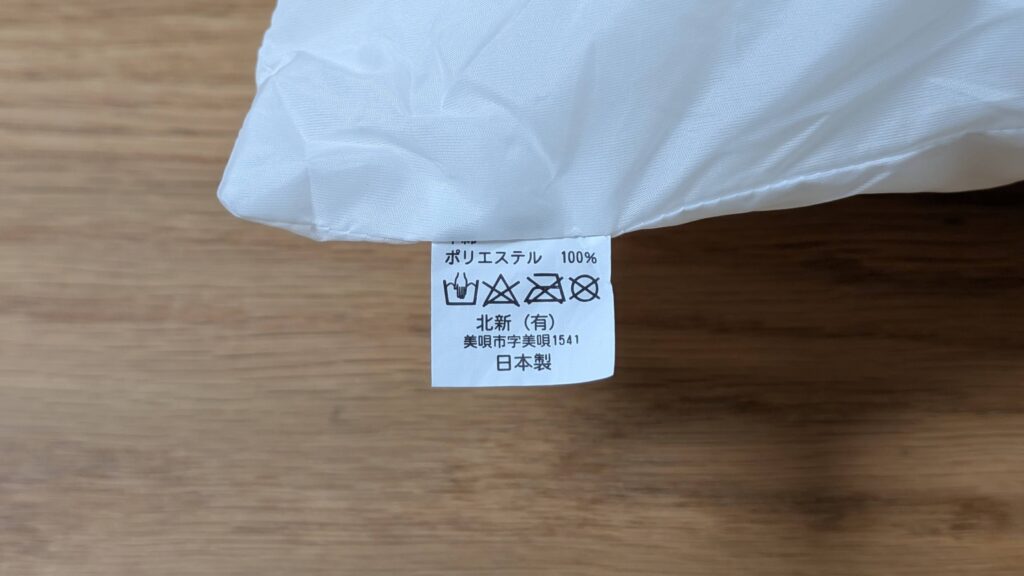 ポリエステル 100%
北新(有)
美唄市字美唄1541
日本製